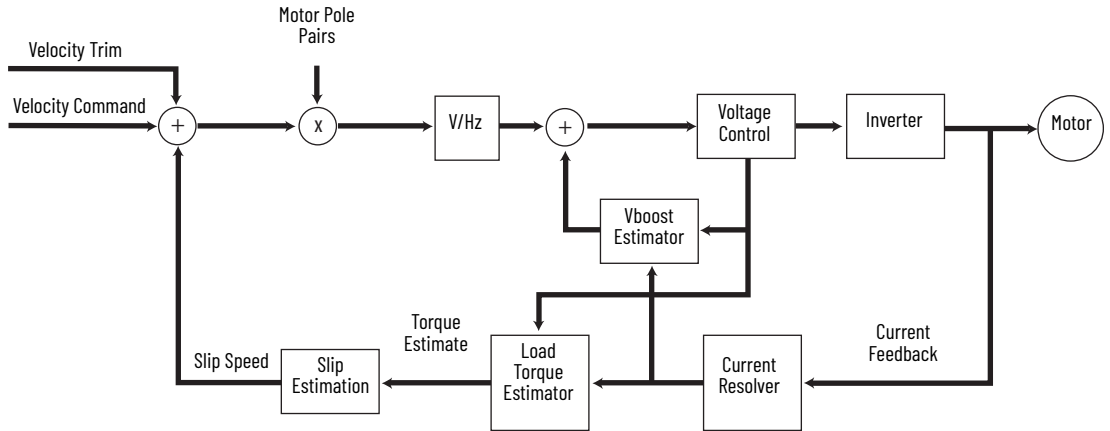 Motor Pole
Pairs
Velocity Trim
Velocity Command
+
x
V/Hz
+
Voltage
Control
Inverter
Motor
Vboost
Estimator
Torque
Estimate
Current
Feedback
Slip Speed
Slip
Estimation
Load
Torque
Estimator
Current
Resolver